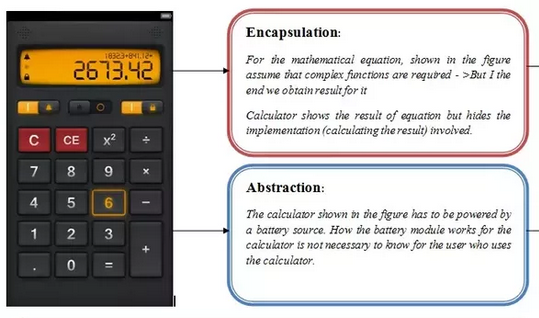 1832.3+841.12=
2673.42
C CE x² ÷
7 8 9 ×
4 5 6 −
1 2 3 +
. 0 =
Encapsulation:
For the mathematical equation, shown in the figure
assume that complex functions are required - >But I the
end we obtain result for it
Calculator shows the result of equation but hides the
implementation (calculating the result) involved.
Abstraction:
The calculator shown in the figure has to be powered by
a battery source. How the battery module works for the
calculator is not necessary to know for the user who uses
the calculator.